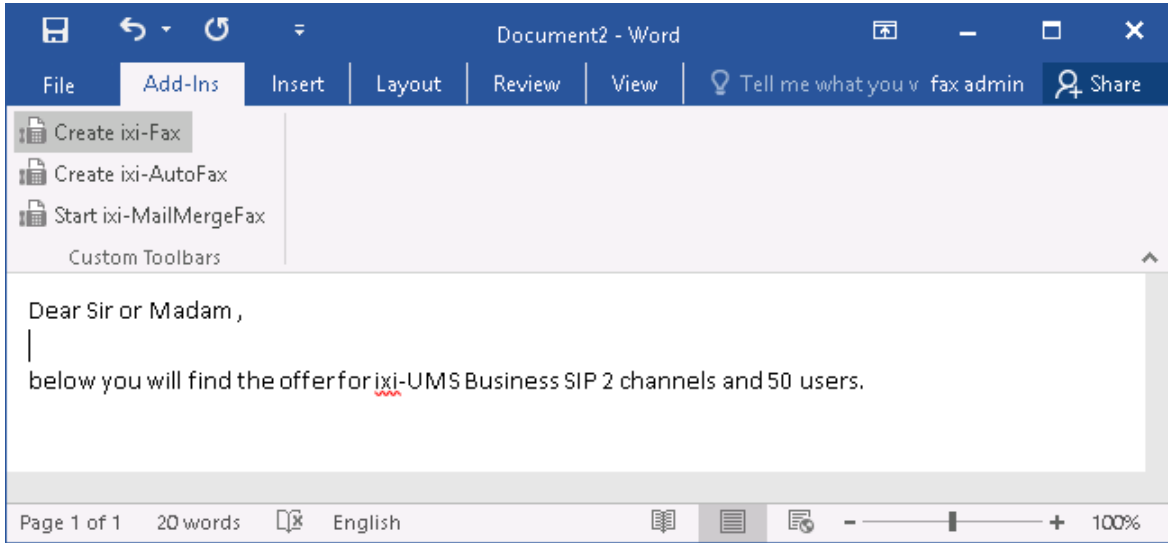 Document2 - Word
File Add-Ins Insert Layout Review View Tell me what you v fax admin Share
Create ixi-Fax
Create ixi-AutoFax
Start ixi-MailMergeFax
Custom Toolbars
Dear Sir or Madam ,
below you will find the offer for ixi-UMS Business SIP 2 channels and 50 users.
Page 1 of 1 20 words English 100%